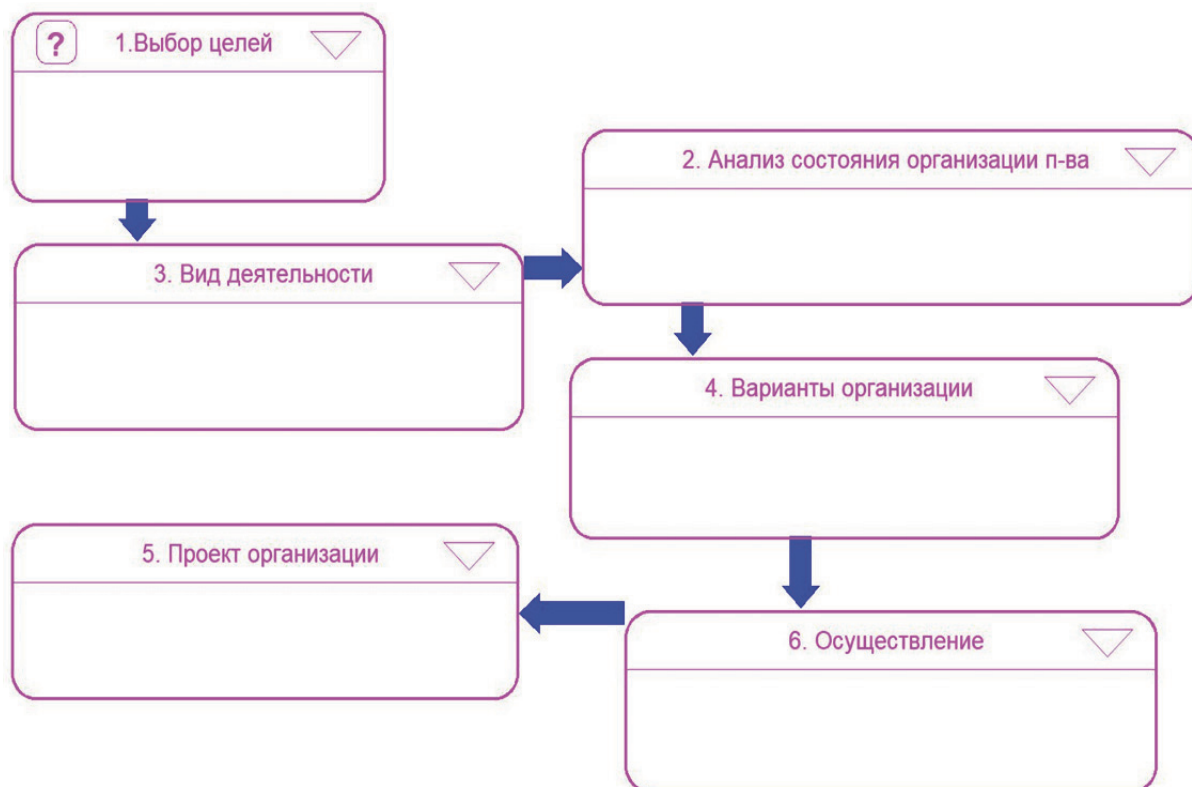 ?
1.Выбор целей
2. Анализ состояния организации п-ва
3. Вид деятельности
4. Варианты организации
5. Проект организации
6. Осуществление